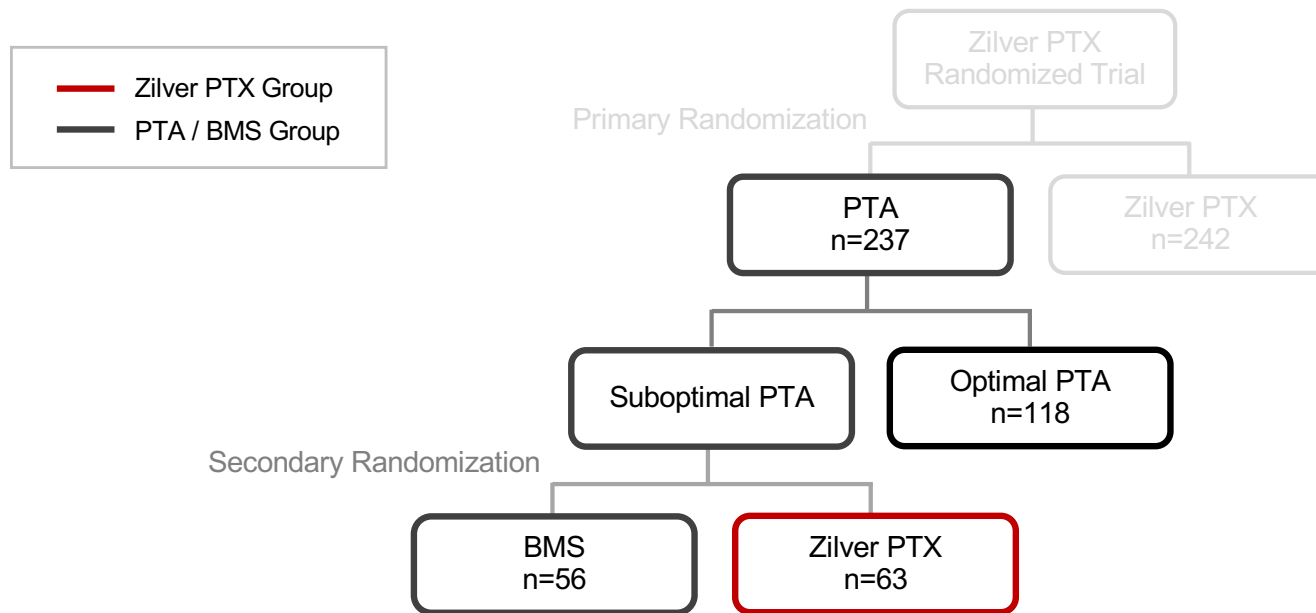 Zilver PTX Group
PTA / BMS Group
Zilver PTX
Randomized Trial
Primary Randomization
PTA
n=237
Zilver PTX
n=242
Suboptimal PTA
Optimal PTA
n=118
Secondary Randomization
BMS
n=56
Zilver PTX
n=63